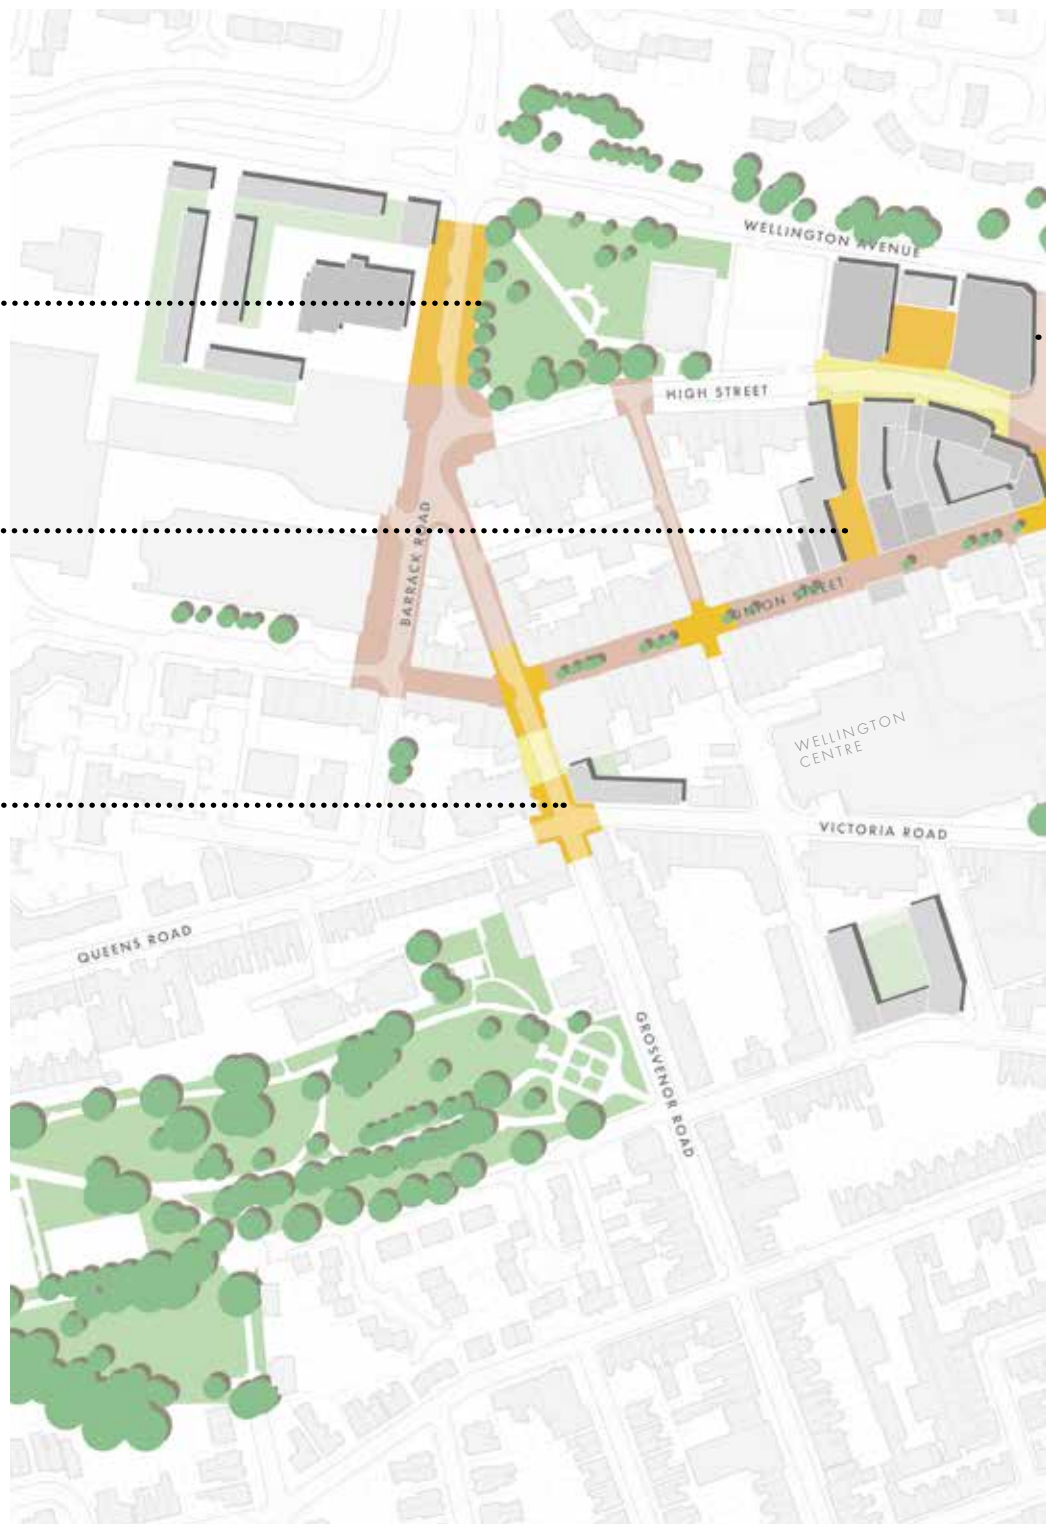 WELLINGTON AVENUE
HIGH STREET
BARRACK ROAD
UNION STREET
WELLINGTON
CENTRE
VICTORIA ROAD
QUEENS ROAD
GROSVENOR ROAD